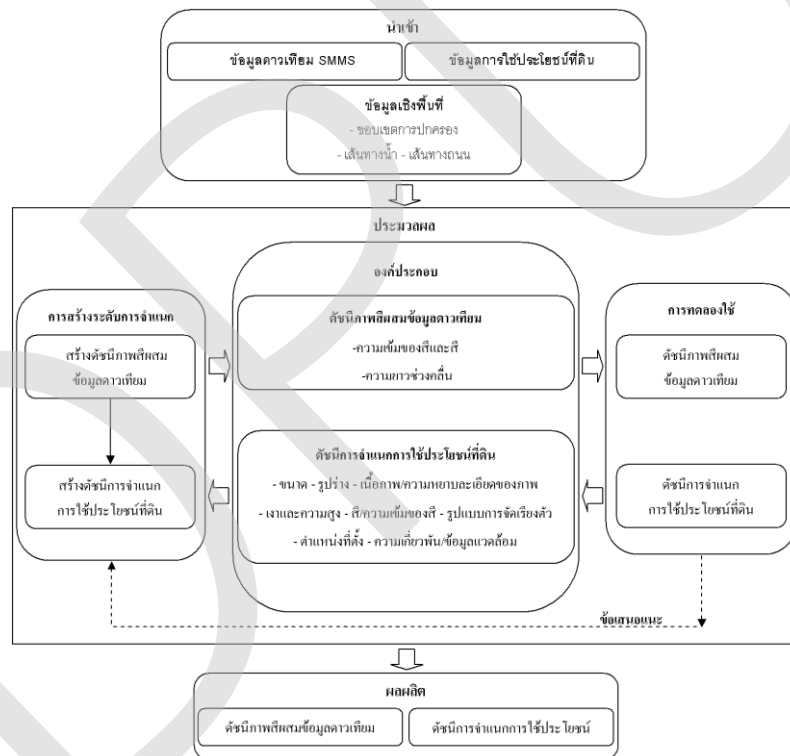 นำเข้า
ข้อมูลดาวเทียม SMMS
ข้อมูลการใช้ประโยชน์ที่ดิน
ข้อมูลเชิงพื้นที่
- ขอบเขตการปกครอง
- เส้นทางน้ำ - เส้นทางถนน
ประมวลผล
การสร้างระดับการจำแนก
สร้างดัชนีภาพสีผสม
ข้อมูลดาวเทียม
สร้างดัชนีการจำแนก
การใช้ประโยชน์ที่ดิน
องค์ประกอบ
ดัชนีภาพสีผสมข้อมูลดาวเทียม
-ความเข้มของสีและสี
-ความยาวช่วงคลื่น
ดัชนีการจำแนกการใช้ประโยชน์ที่ดิน
- ขนาด - รูปร่าง - เนื้อภาพ/ความหยาบละเอียดของภาพ
- เงาและความสูง - สี/ความเข้มของสี - รูปแบบการจัดเรียงตัว
- ตำแหน่งที่ตั้ง - ความเกี่ยวพัน/ข้อมูลแวดล้อม
การทดลองใช้
ดัชนีภาพสีผสม
ข้อมูลดาวเทียม
ดัชนีการจำแนก
การใช้ประโยชน์ที่ดิน
ข้อเสนอแนะ
ผลผลิต
ดัชนีภาพสีผสมข้อมูลดาวเทียม
ดัชนีการจำแนกการใช้ประโยชน์